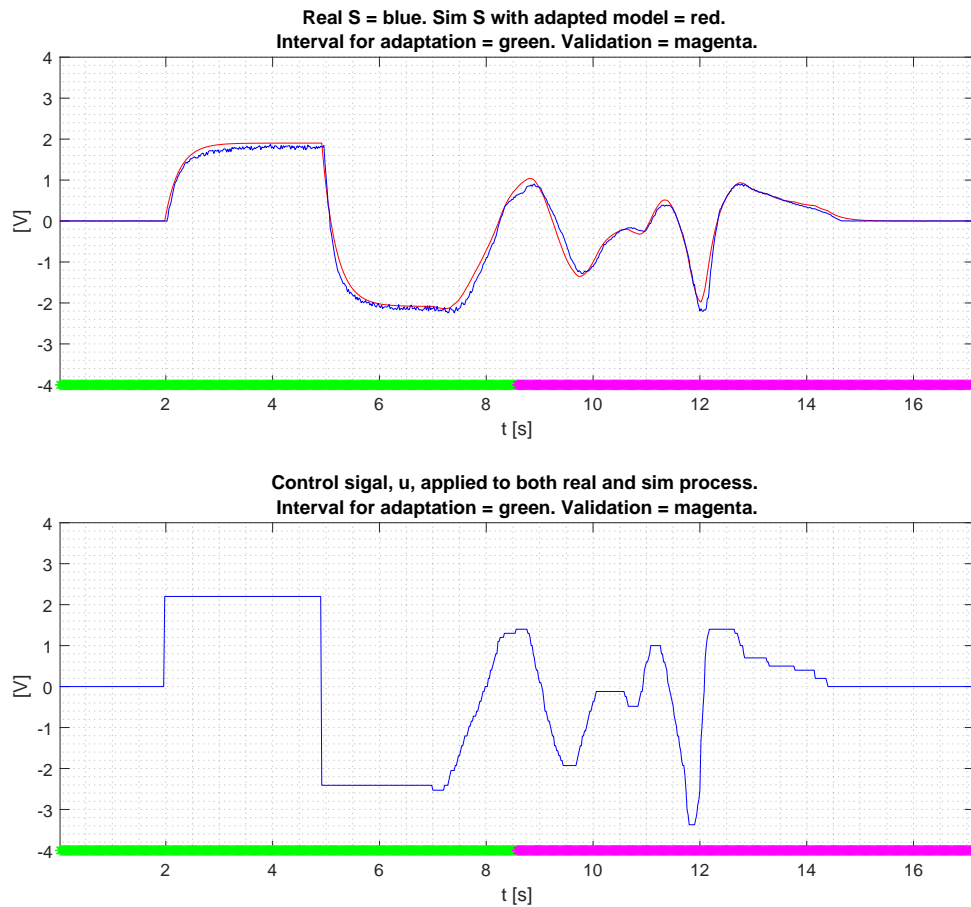 Real S = blue. Sim S with adapted model = red.
Interval for adaptation = green. Validation = magenta.
4
3
2
1
0
-1
-2
-3
-4
[V]
2 4 6 8 10 12 14 16
t [s]
Control sigal, u, applied to both real and sim process.
Interval for adaptation = green. Validation = magenta.
4
3
2
1
0
-1
-2
-3
-4
[V]
2 4 6 8 10 12 14 16
t [s]